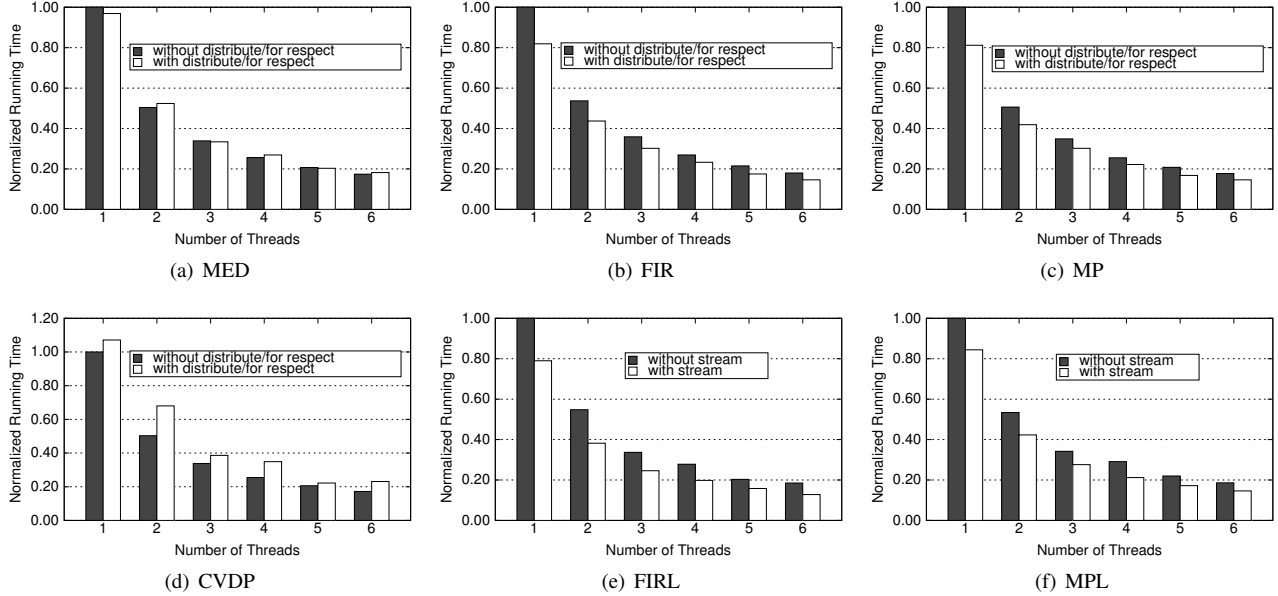 Normalized Running Time
1.00
0.80
0.60
0.40
0.20
0.00
without distribute/for respect
with distribute/for respect
1 2 3 4 5 6
Number of Threads
(a) MED
Normalized Running Time
1.00
0.80
0.60
0.40
0.20
0.00
without distribute/for respect
with distribute/for respect
1 2 3 4 5 6
Number of Threads
(b) FIR
Normalized Running Time
1.00
0.80
0.60
0.40
0.20
0.00
without distribute/for respect
with distribute/for respect
1 2 3 4 5 6
Number of Threads
(c) MP
Normalized Running Time
1.20
1.00
0.80
0.60
0.40
0.20
0.00
without distribute/for respect
with distribute/for respect
1 2 3 4 5 6
Number of Threads
(d) CVDP
Normalized Running Time
1.00
0.80
0.60
0.40
0.20
0.00
without stream
with stream
1 2 3 4 5 6
Number of Threads
(e) FIRL
Normalized Running Time
1.00
0.80
0.60
0.40
0.20
0.00
without stream
with stream
1 2 3 4 5 6
Number of Threads
(f) MPL